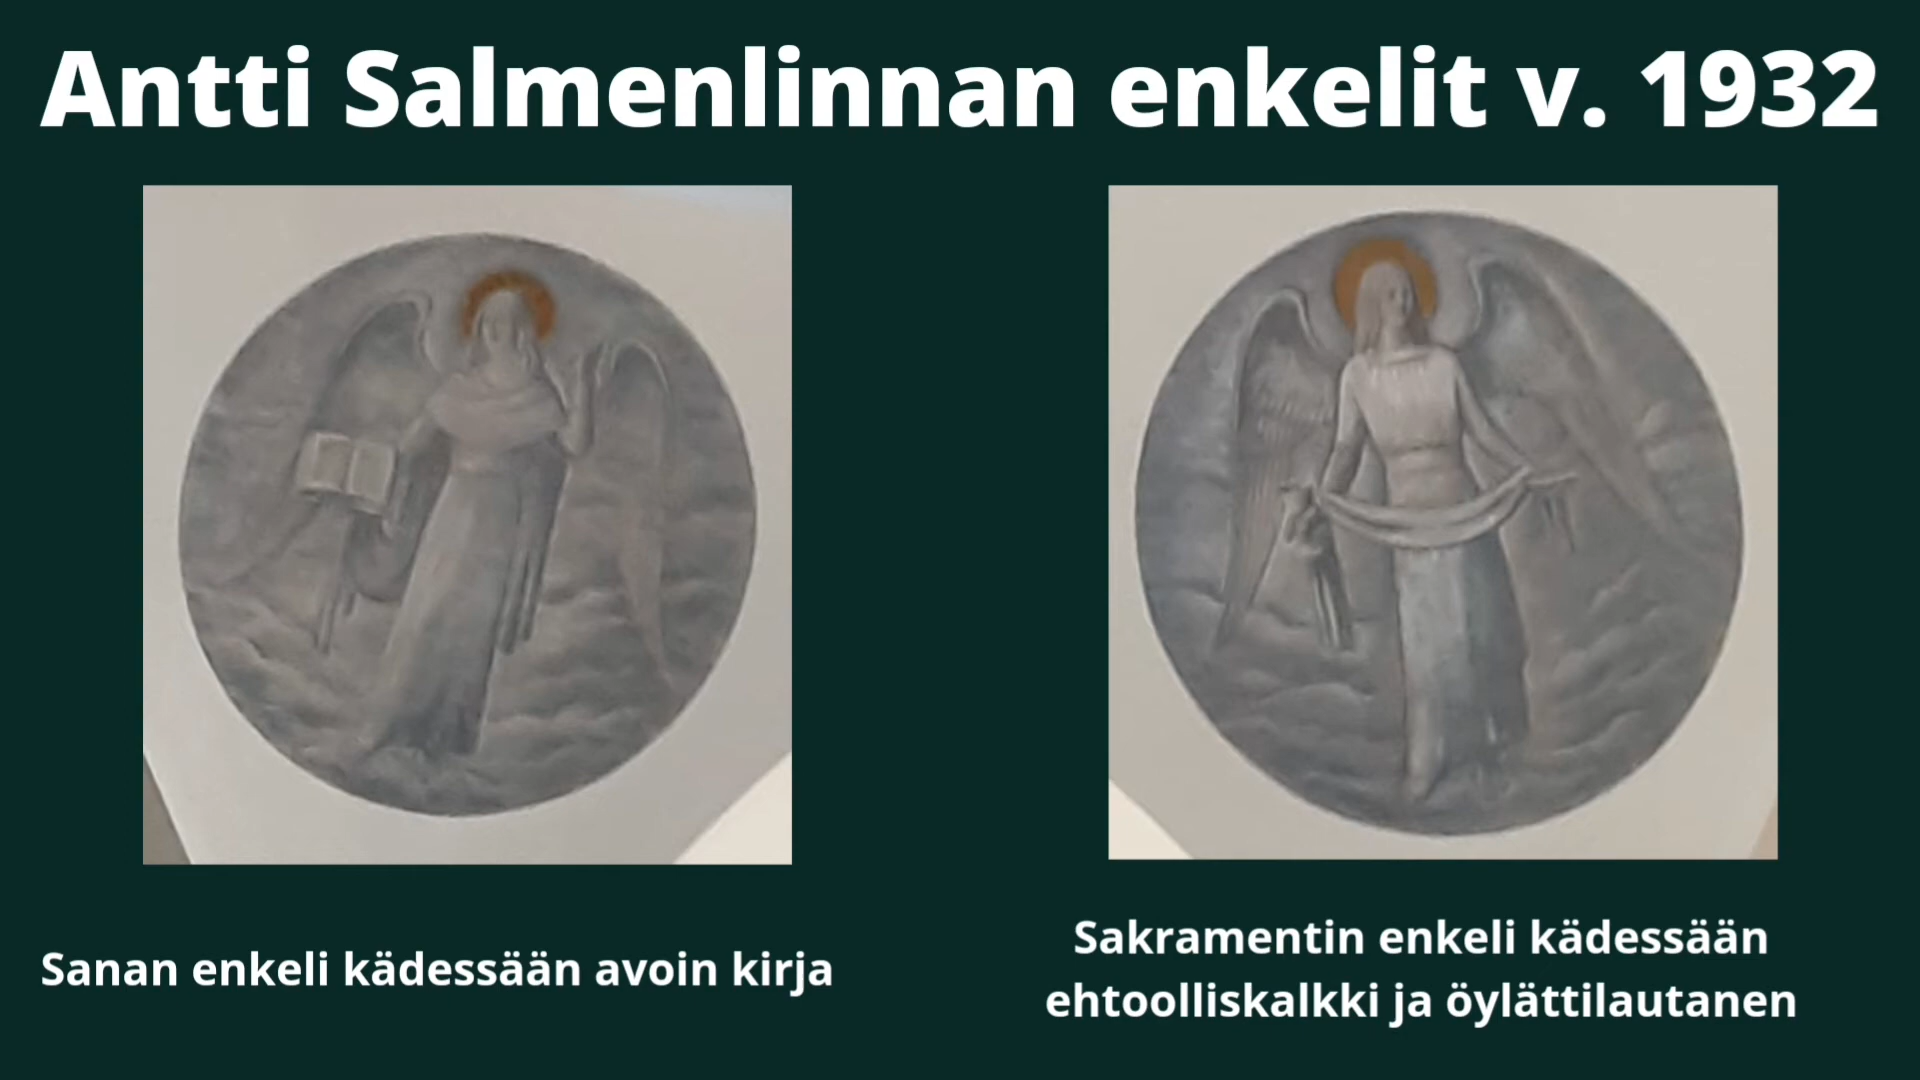 Antti Salmenlinnan enkelit v. 1932
Sanan enkeli kädessään avoin kirja
Sakramentin enkeli kädessään
ehtoolliskalkki ja öylättilautanen